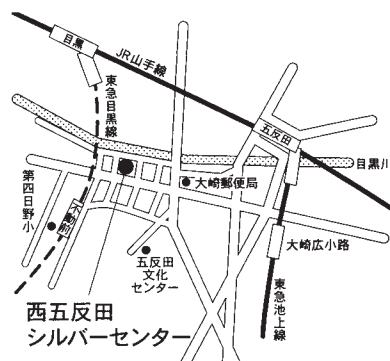 目黒
JR山手線
東急目黒線
五反田
目黒川
大崎郵便局
第四日野小
不動前
大崎広小路
五反田
文化
センター
東急池上線
西五反田
シルバーセンター